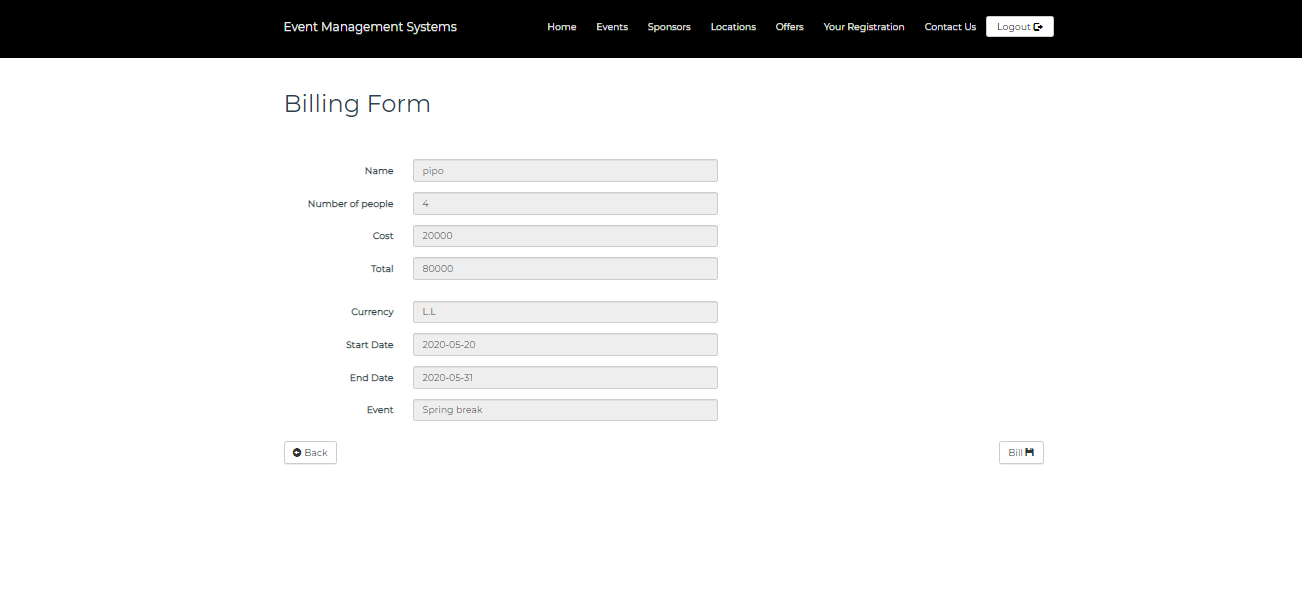 Event Management Systems Home Events Sponsors Locations Offers Your Registration Contact Us Logout
Billing Form
Name pipo
Number of people 4
Cost 20000
Total 80000
Currency L.L
Start Date 2020-05-20
End Date 2020-05-31
Event Spring break
Back Bill